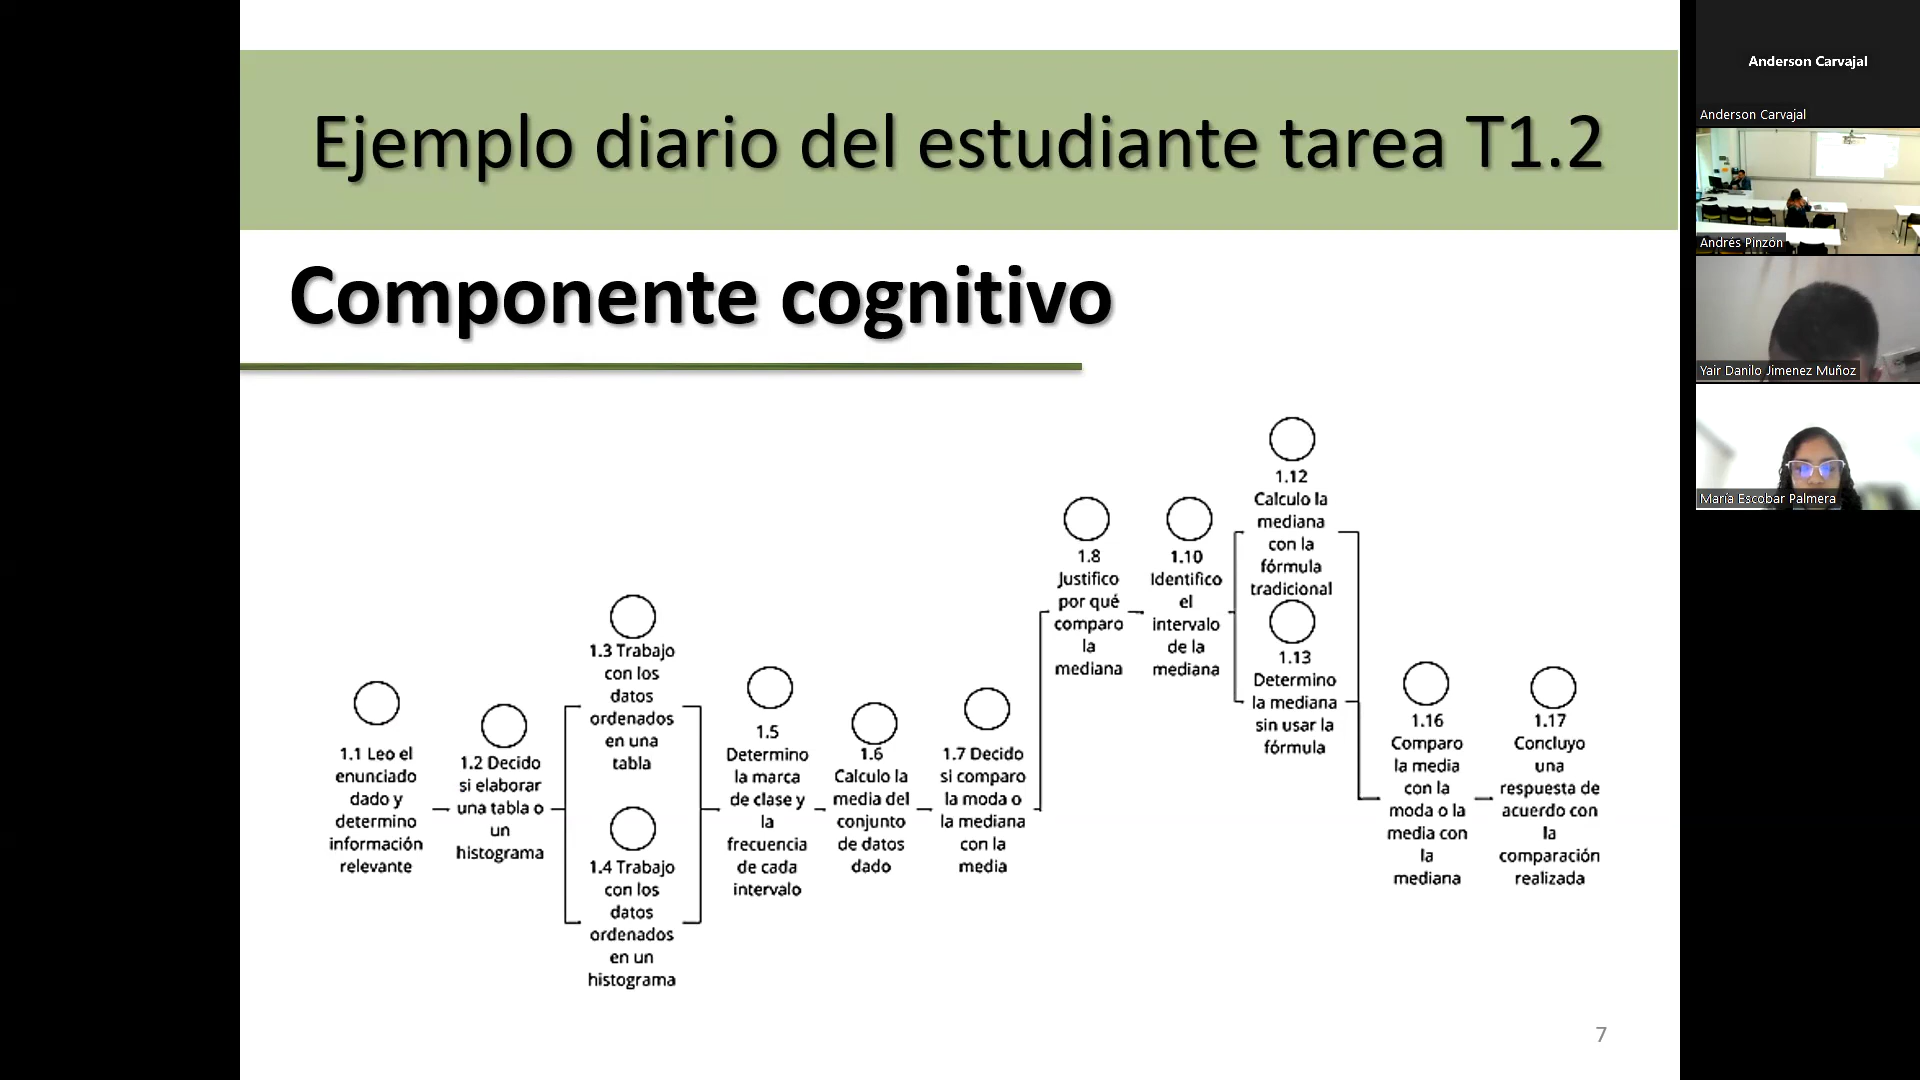 Ejemplo diario del estudiante tarea T1.2
Componente cognitivo
1.1 Leo el
enunciado
dado y
determino
información
relevante
1.2 Decido
si elaborar
una tabla o
un
histograma
1.3 Trabajo
con los
datos
ordenados
en una
tabla
1.4 Trabajo
con los
datos
ordenados
en un
histograma
1.5
Determino
la marca
de clase y
la
frecuencia
de cada
intervalo
1.6
Calculo la
media del
conjunto
de datos
dado
1.7 Decido
si comparo
la moda o
la mediana
con la
media
1.8
Justifico
por qué
comparo
la
mediana
1.10
Identifico
el
intervalo
de la
mediana
1.12
Calculo la
mediana
con la
fórmula
tradicional
1.13
Determino
la mediana
sin usar la
fórmula
1.16
Comparo
la media
con la
moda o la
media con
la
mediana
1.17
Concluyo
una
respuesta de
acuerdo con
la
comparación
realizada
7
Anderson Carvajal
Anderson Carvajal
Andrés Pinzón
Yair Danilo Jimenez Muñoz
María Escobar Palmera